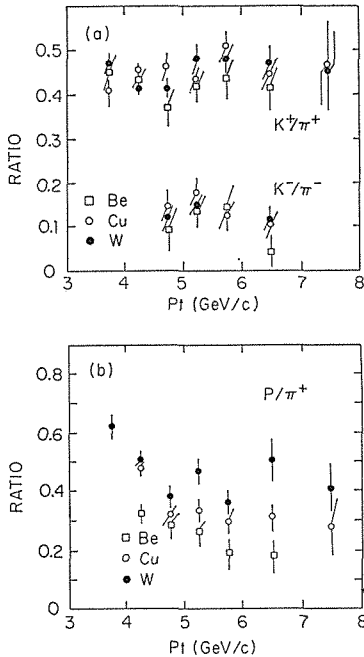 (a)
0.5
0.4
0.3
0.2
0.1
0
RATIO
K⁺/π⁺
K⁻/π⁻
Be
Cu
W
3 4 5 6 7 8
Pt (GeV/c)
(b)
0.8
0.6
0.4
0.2
0
RATIO
P/π⁺
Be
Cu
W
4 5 6 7 8
Pt (GeV/c)